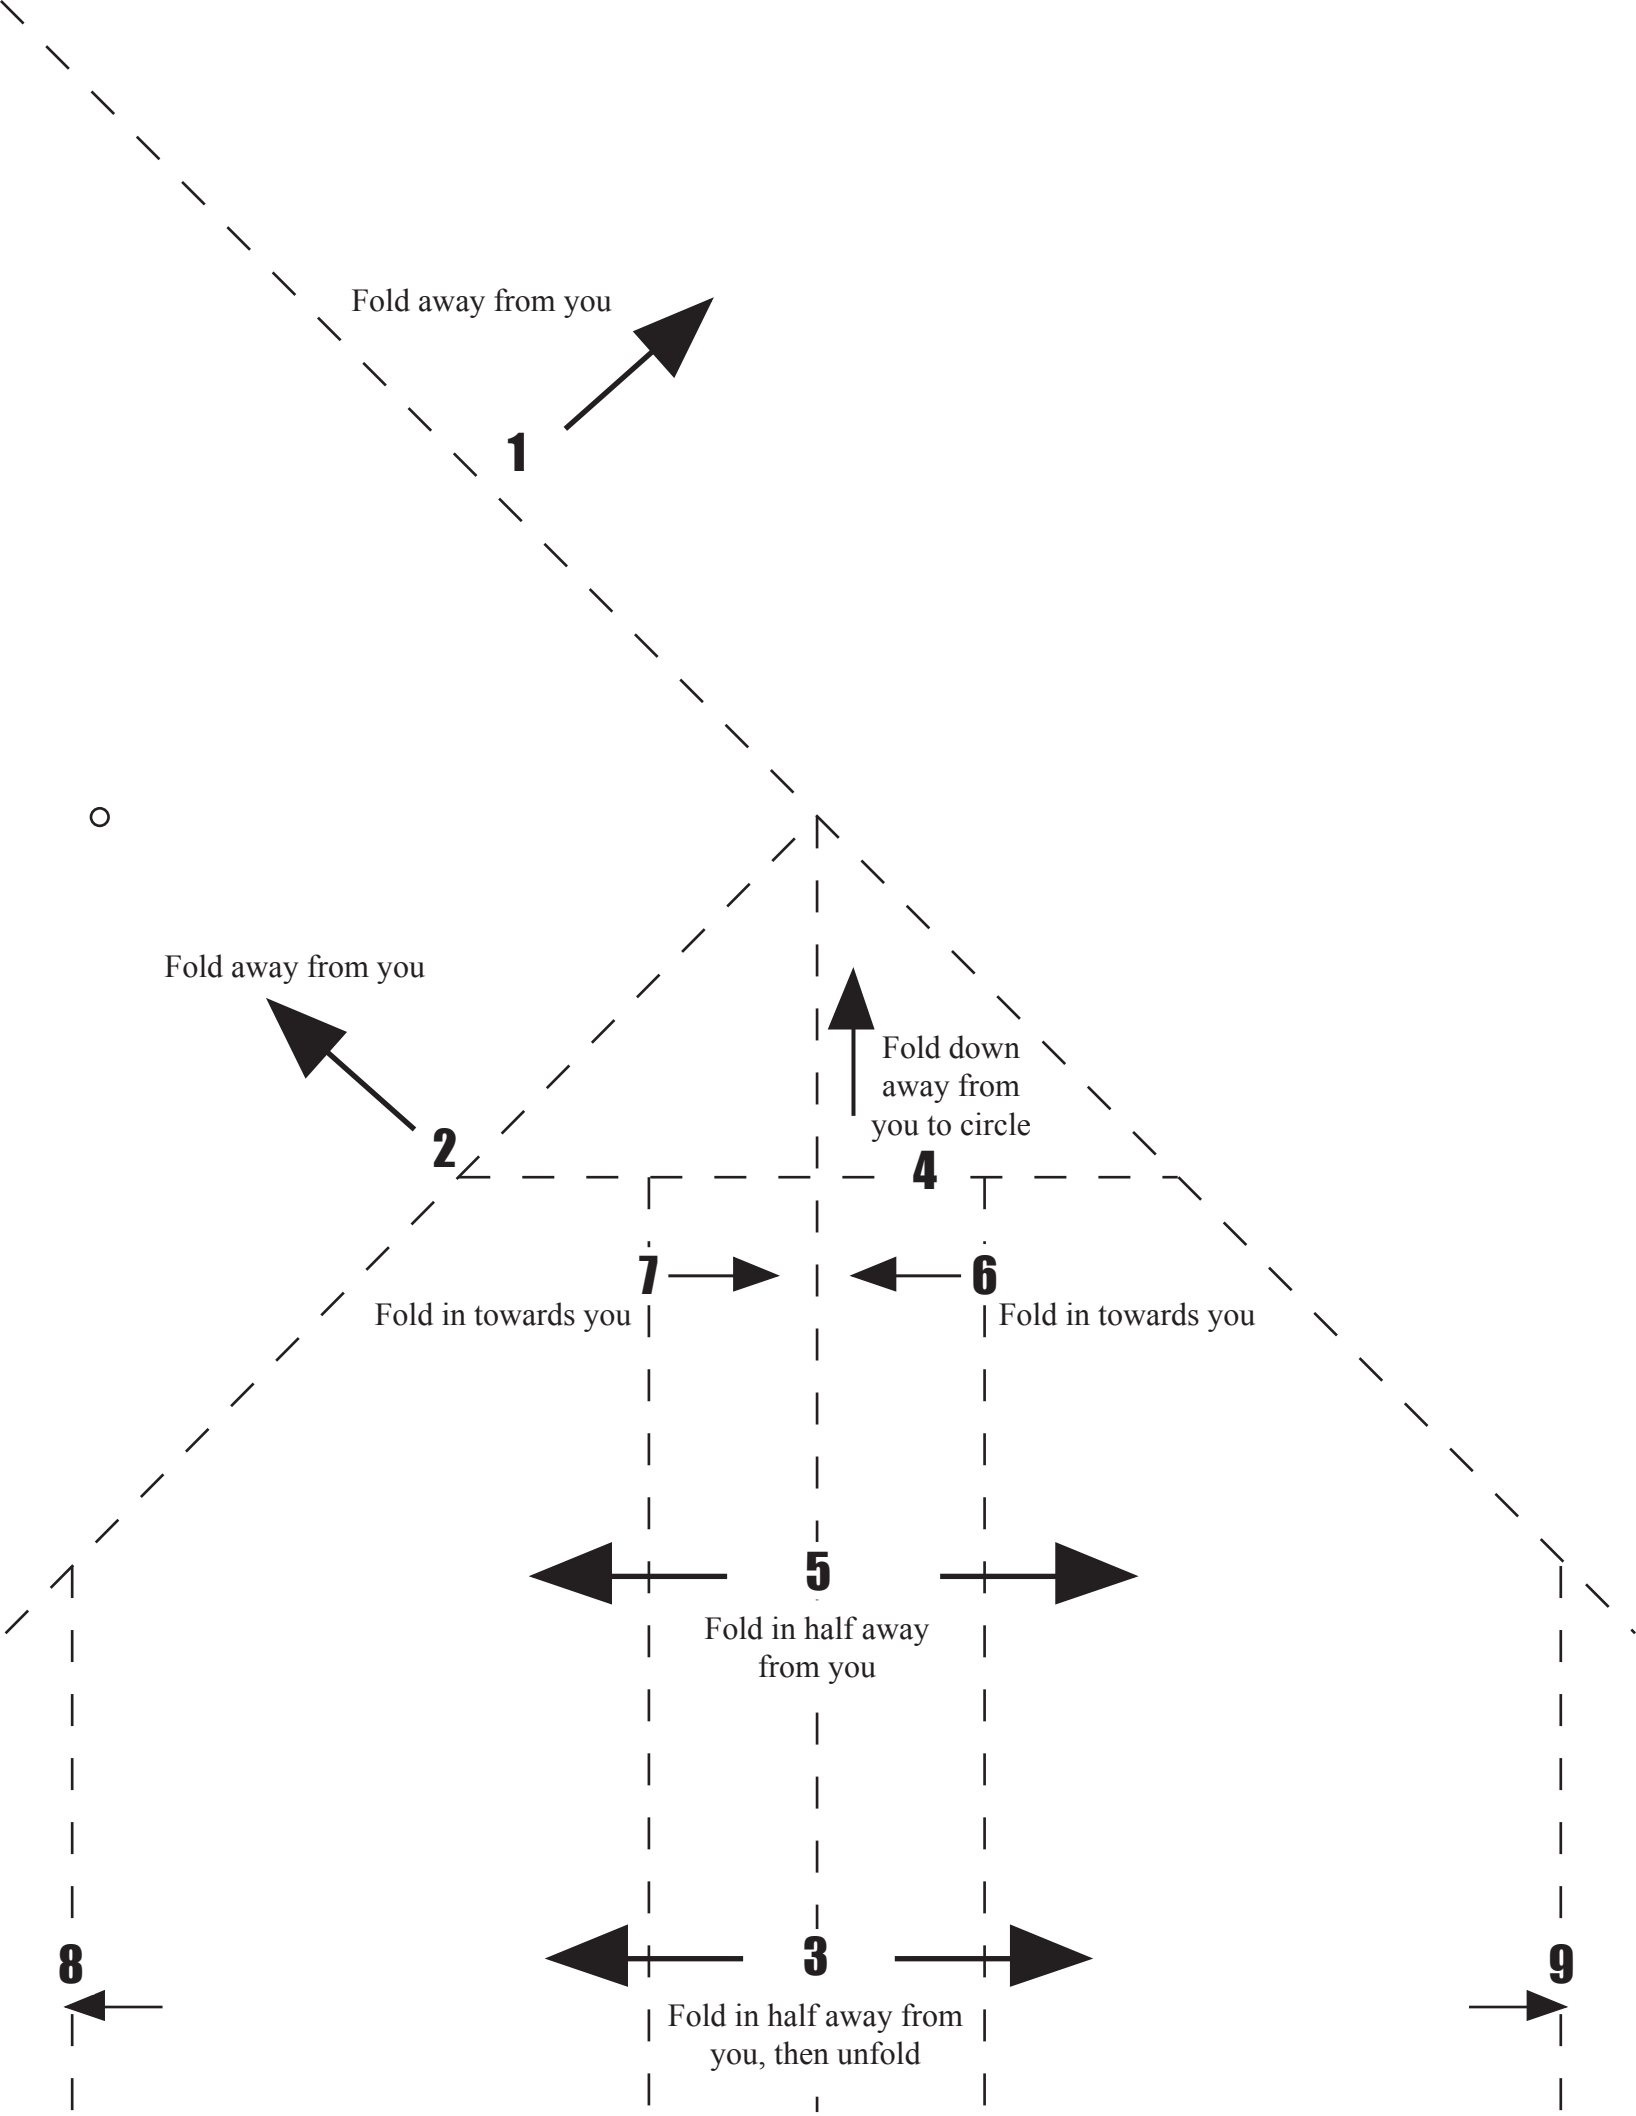 Fold away from you
1
Fold away from you
Fold down
away from
you to circle
2
4
7
6
Fold in towards you
Fold in towards you
5
Fold in half away
from you
8
3
9
Fold in half away from
you, then unfold